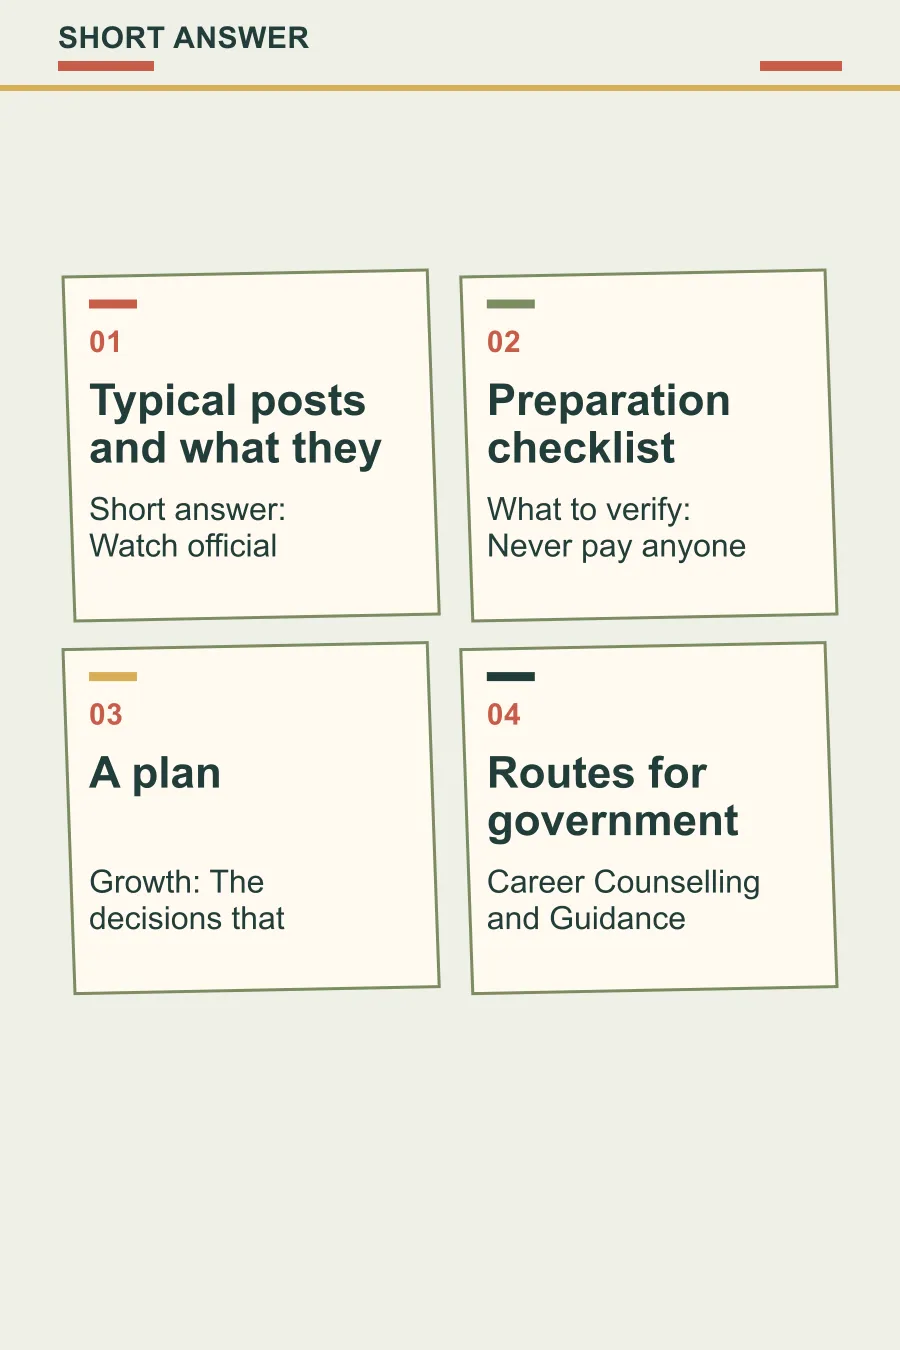 SHORT ANSWER
01
Typical posts
and what they
Short answer:
Watch official
02
Preparation
checklist
What to verify:
Never pay anyone
03
A plan
Growth: The
decisions that
04
Routes for
government
Career Counselling
and Guidance